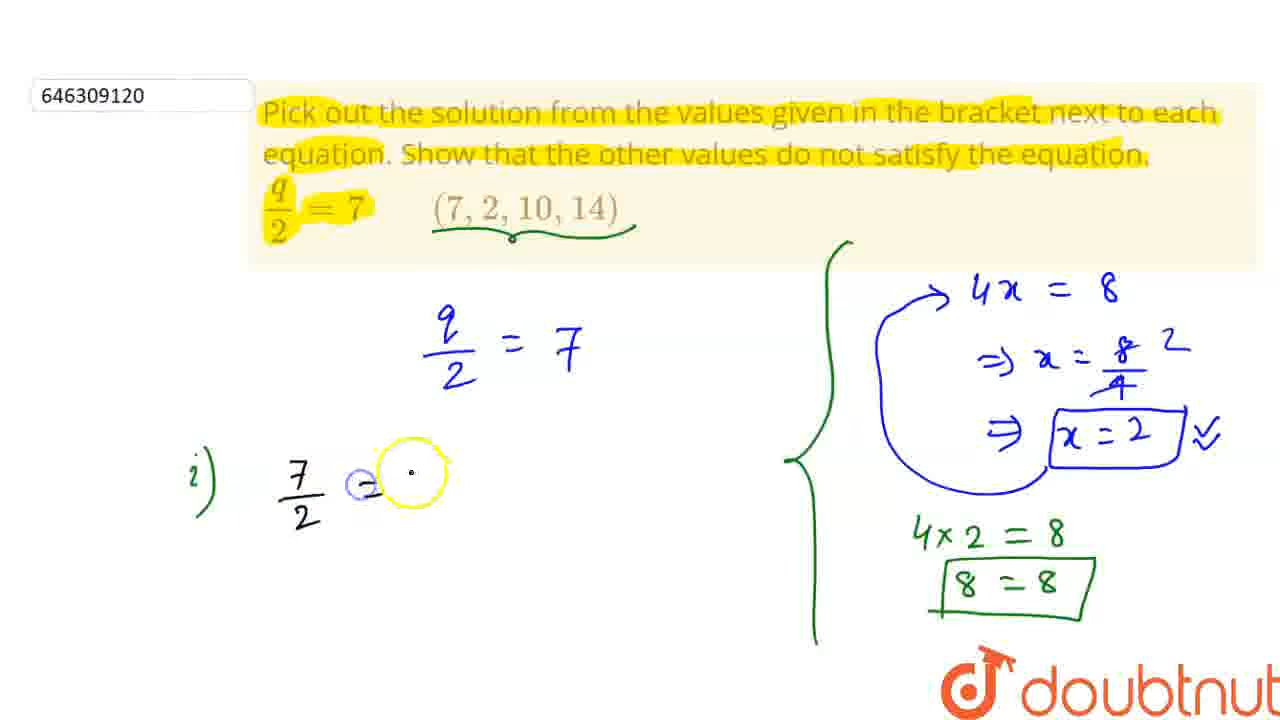 646309120
Pick out the solution from the values given in the bracket next to each
equation. Show that the other values do not satisfy the equation.
q/2 = 7 (7, 2, 10, 14)
q/2 = 7
i) 7/2 =
4x = 8
⇒ x = 8/4 2
⇒ x = 2
4 × 2 = 8
8 = 8
doubtnut